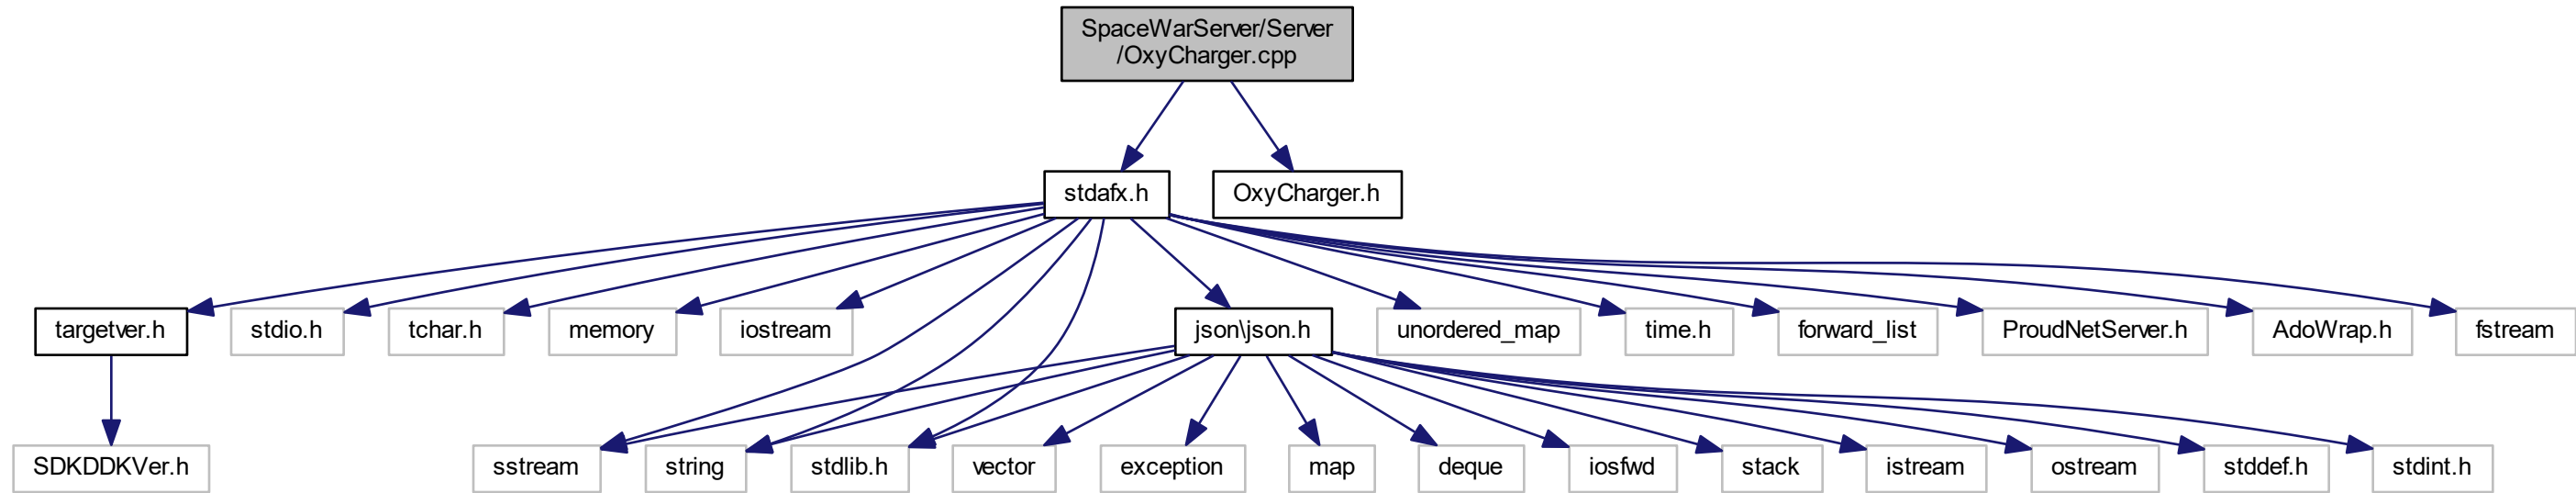 SpaceWarServer/Server
/OxyCharger.cpp
stdafx.h
OxyCharger.h
targetver.h
stdio.h
tchar.h
memory
iostream
json\json.h
unordered_map
time.h
forward_list
ProudNetServer.h
AdoWrap.h
fstream
SDKDDKVer.h
sstream
string
stdlib.h
vector
exception
map
deque
iosfwd
stack
istream
ostream
stddef.h
stdint.h